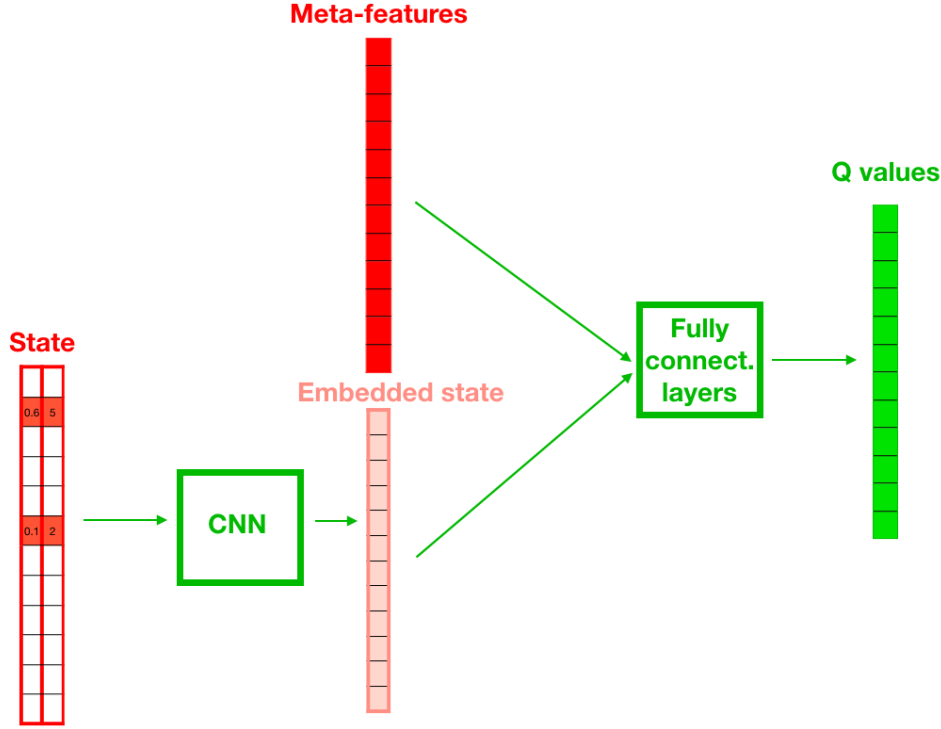 Meta-features
Q values
State
Fully
connect.
layers
Embedded state
0.6 5
CNN
0.1 2